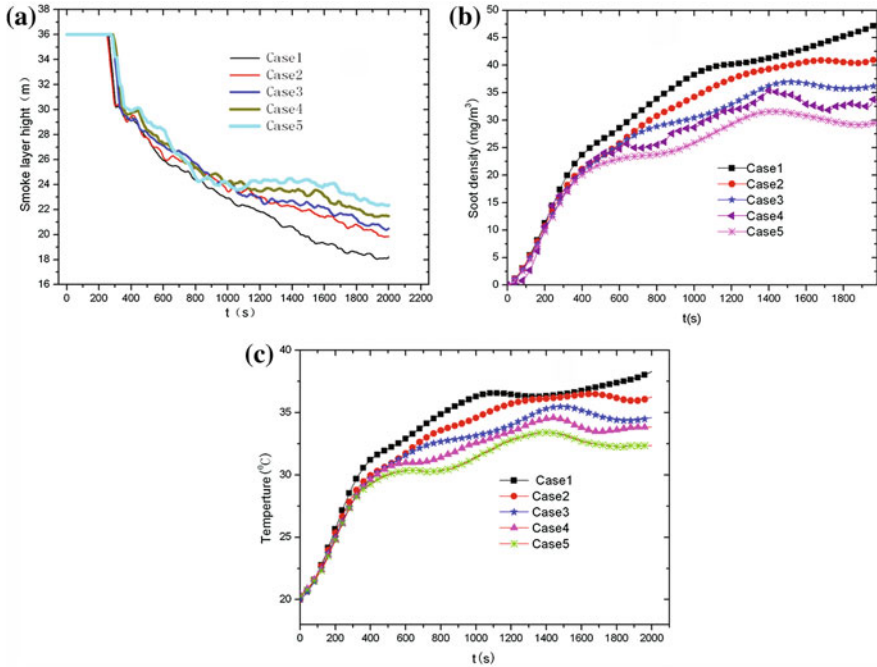 (a)
Smoke layer hight (m)
36
34
32
30
28
26
24
22
20
18
16
Case1
Case2
Case3
Case4
Case5
0 200 400 600 800 1000 1200 1400 1600 1800 2000 2200
t (s)
(b)
Soot density(mg/m³)
50
45
40
35
30
25
20
15
10
5
0
Case1
Case2
Case3
Case4
Case5
0 200 400 600 800 1000 1200 1400 1600 1800
t(s)
(c)
Temperture(⁰C)
40
35
30
25
20
Case1
Case2
Case3
Case4
Case5
0 200 400 600 800 1000 1200 1400 1600 1800 2000
t(s)